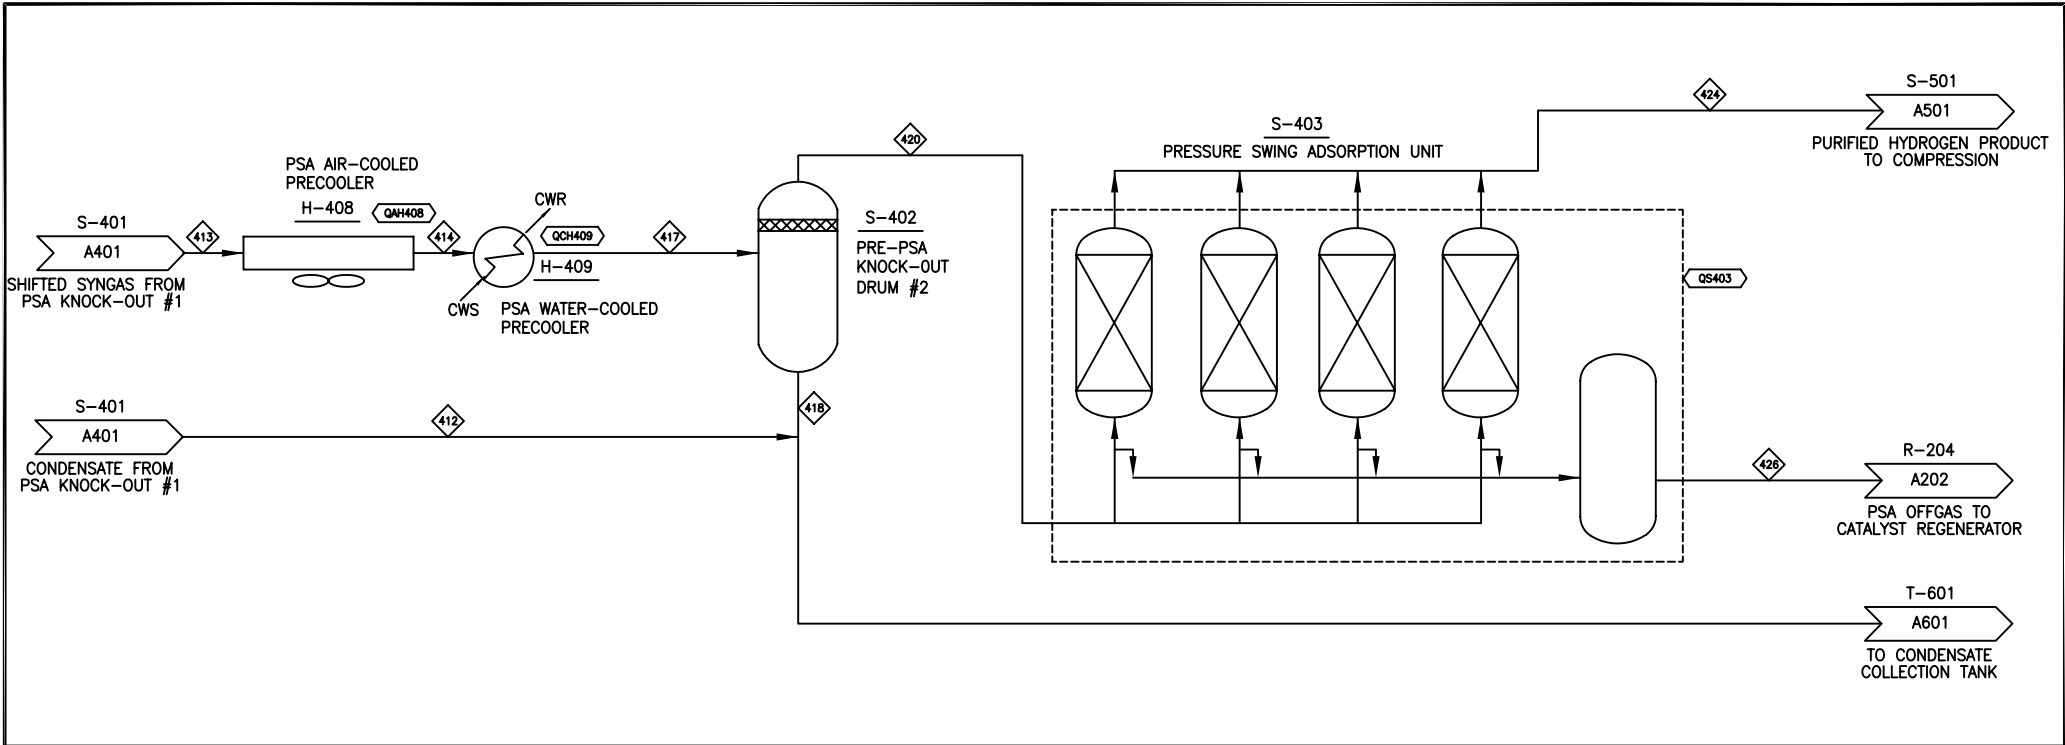 S-501
424
A501
PURIFIED HYDROGEN PRODUCT
TO COMPRESSION
S-403
PRESSURE SWING ADSORPTION UNIT
420
PSA AIR-COOLED
PRECOOLER
H-408
QAH408
CWR
S-401
413
A401
SHIFTED SYNGAS FROM
PSA KNOCK-OUT #1
414
QCH409
H-409
417
CWS
PSA WATER-COOLED
PRECOOLER
S-402
PRE-PSA
KNOCK-OUT
DRUM #2
QS403
S-401
A401
CONDENSATE FROM
PSA KNOCK-OUT #1
412
418
R-204
426
A202
PSA OFFGAS TO
CATALYST REGENERATOR
T-601
A601
TO CONDENSATE
COLLECTION TANK